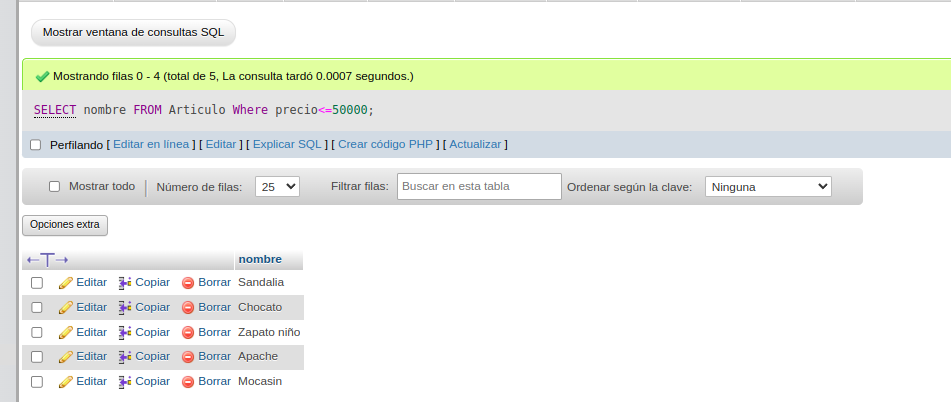 Mostrar ventana de consultas SQL
Mostrando filas 0 - 4 (total de 5, La consulta tardó 0.0007 segundos.)
SELECT nombre FROM Articulo Where precio<=50000;
Perfilando [ Editar en línea ] [ Editar ] [ Explicar SQL ] [ Crear código PHP ] [ Actualizar ]
Mostrar todo | Número de filas: 25 Filtrar filas: Buscar en esta tabla Ordenar según la clave: Ninguna
Opciones extra
←T→ nombre
Editar Copiar Borrar Sandalia
Editar Copiar Borrar Chocato
Editar Copiar Borrar Zapato niño
Editar Copiar Borrar Apache
Editar Copiar Borrar Mocasin